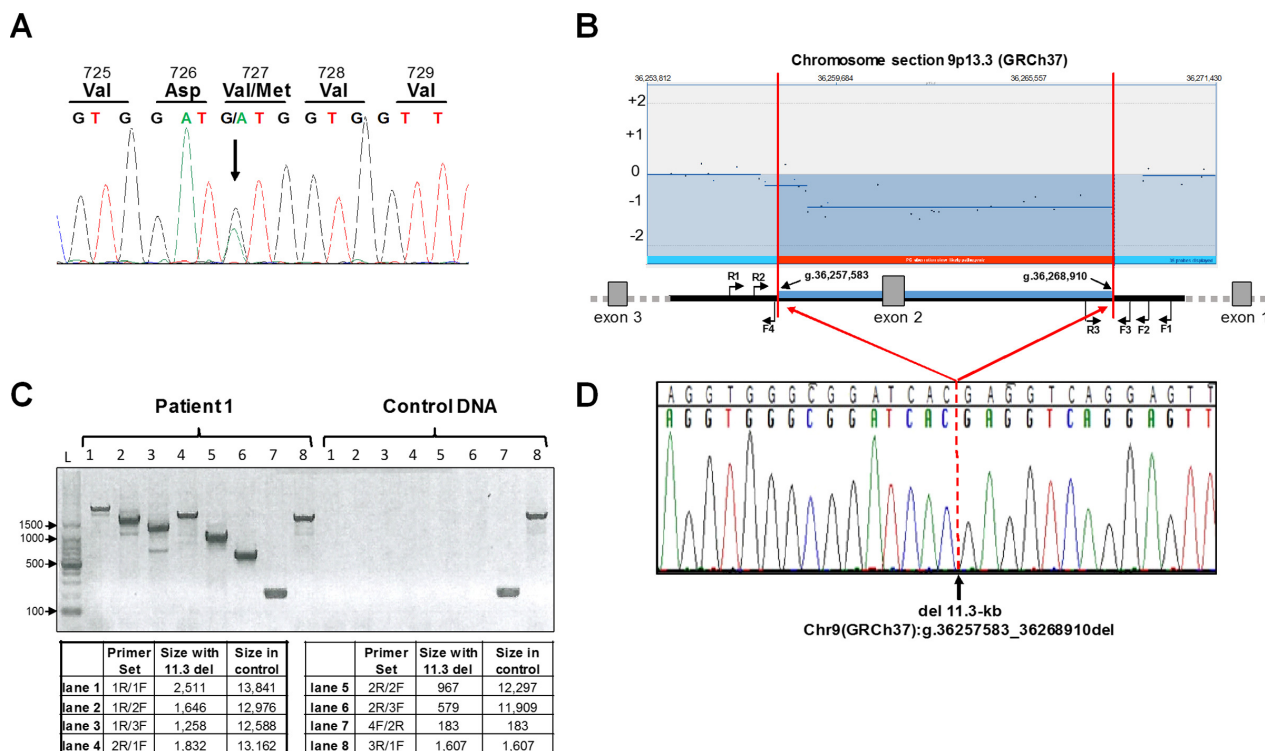 A
725 726 727 728 729
Val Asp Val/Met Val Val
G T G G A T G/A T G G T G G T T
B
Chromosome section 9p13.3 (GRCh37)
36,253,812 36,259,684 36,265,557 36,271,430
+2
+1
0
-1
-2
R1 R2 g.36,257,583 g.36,268,910
exon 3 F4 exon 2 R3 F3 F2 F1 exon 1
C
Patient 1 Control DNA
L 1 2 3 4 5 6 7 8 1 2 3 4 5 6 7 8
1500
1000
500
100
Primer Set Size with 11.3 del Size in control
lane 1 1R/1F 2,511 13,841
lane 2 1R/2F 1,646 12,976
lane 3 1R/3F 1,258 12,588
lane 4 2R/1F 1,832 13,162
Primer Set Size with 11.3 del Size in control
lane 5 2R/2F 967 12,297
lane 6 2R/3F 579 11,909
lane 7 4F/2R 183 183
lane 8 3R/1F 1,607 1,607
D
A G G T G G G C G G A T C A C G A G G T C A G G A G T T
A G G T G G G C G G A T C A C G A G G T C A G G A G T T
del 11.3-kb
Chr9(GRCh37):g.36257583_36268910del